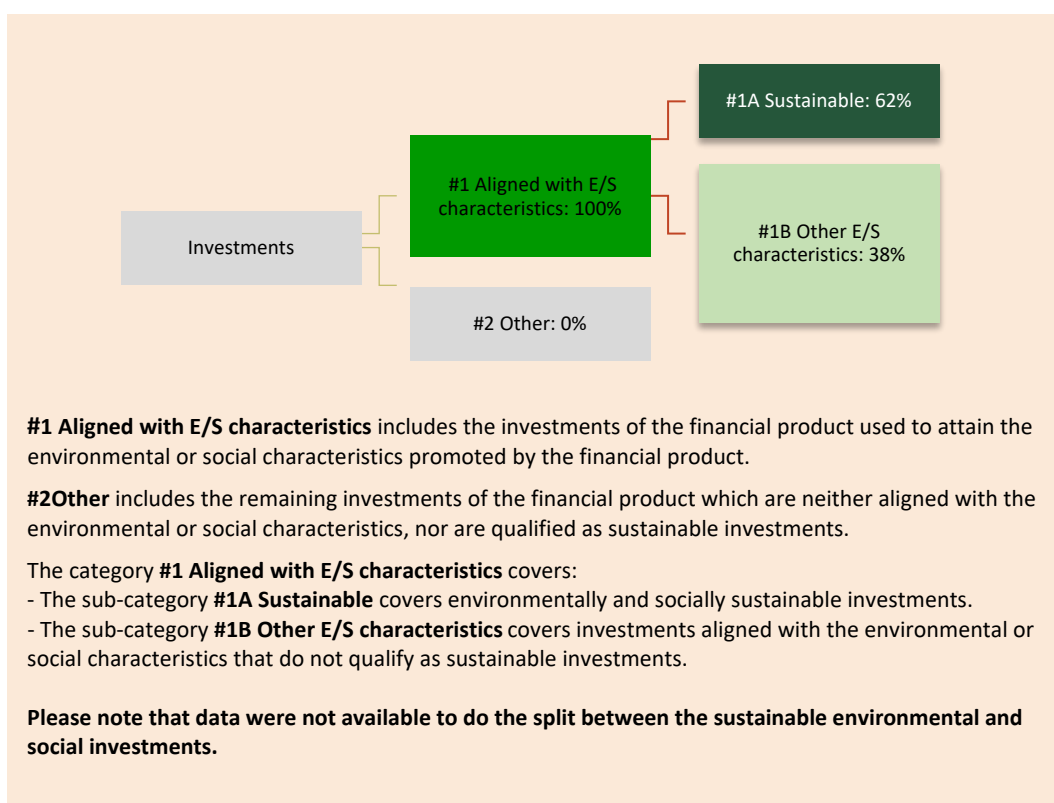 #1A Sustainable: 62%
#1 Aligned with E/S
characteristics: 100%
Investments
#1B Other E/S
characteristics: 38%
#2 Other: 0%
#1 Aligned with E/S characteristics includes the investments of the financial product used to attain the
environmental or social characteristics promoted by the financial product.
#2Other includes the remaining investments of the financial product which are neither aligned with the
environmental or social characteristics, nor are qualified as sustainable investments.
The category #1 Aligned with E/S characteristics covers:
- The sub-category #1A Sustainable covers environmentally and socially sustainable investments.
- The sub-category #1B Other E/S characteristics covers investments aligned with the environmental or
social characteristics that do not qualify as sustainable investments.
Please note that data were not available to do the split between the sustainable environmental and
social investments.